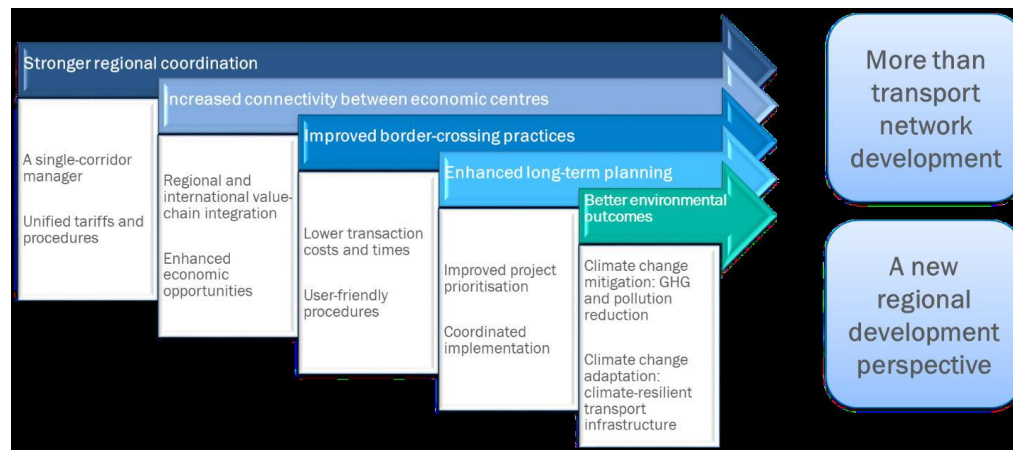 Stronger regional coordination
A single-corridor
manager
Unified tariffs and
procedures
Increased connectivity between economic centres
Regional and
international value-
chain integration
Enhanced
economic
opportunities
Improved border-crossing practices
Lower transaction
costs and times
User-friendly
procedures
Enhanced long-term planning
Improved project
prioritisation
Coordinated
implementation
Better environmental
outcomes
Climate change
mitigation: GHG
and pollution
reduction
Climate change
adaptation:
climate-resilient
transport
infrastructure
More than
transport
network
development
A new
regional
development
perspective